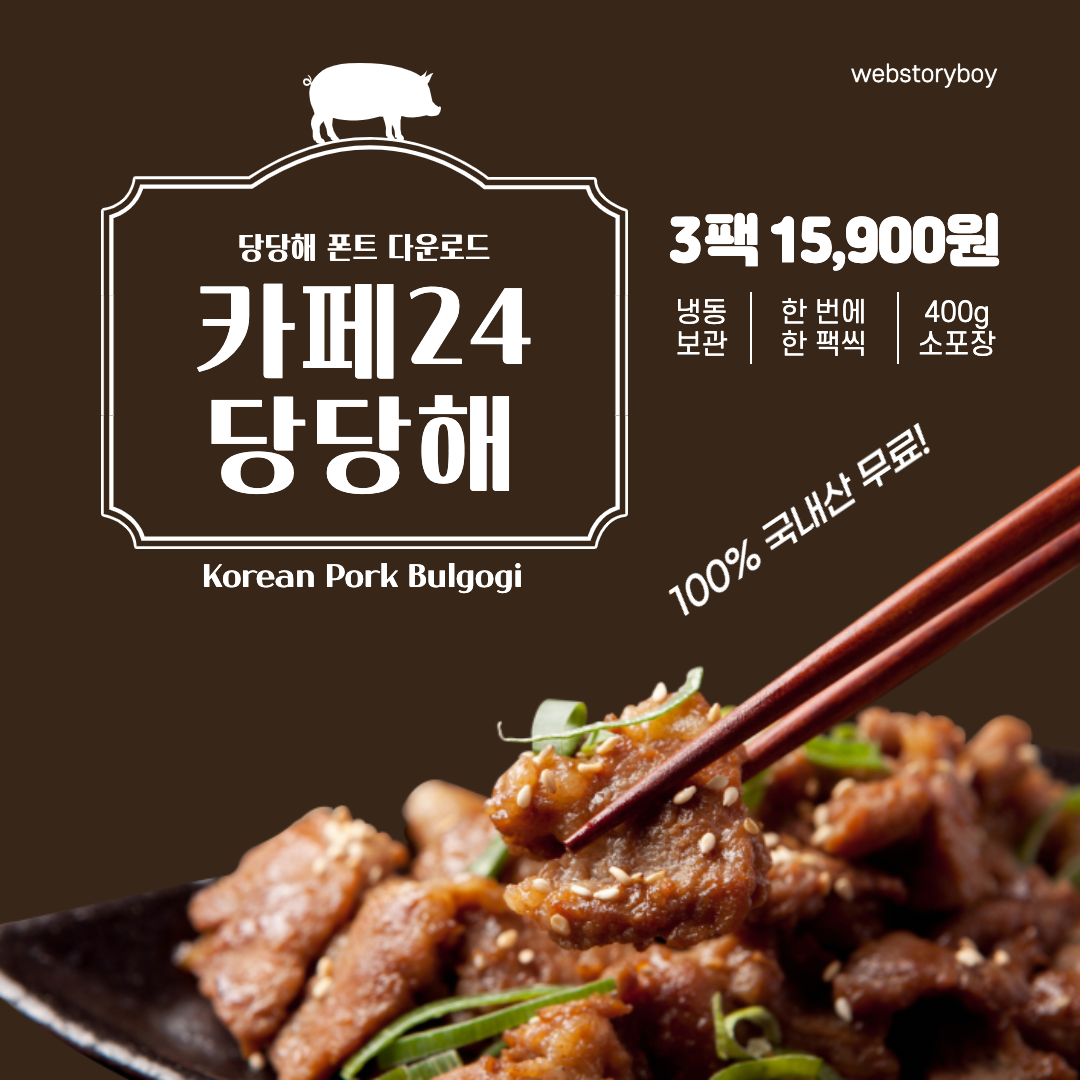 webstoryboy
당당해 폰트 다운로드
카페24
당당해
Korean Pork Bulgogi
3팩 15,900원
냉동
보관
한 번에
한 팩씩
400g
소포장
100% 국내산 무료!